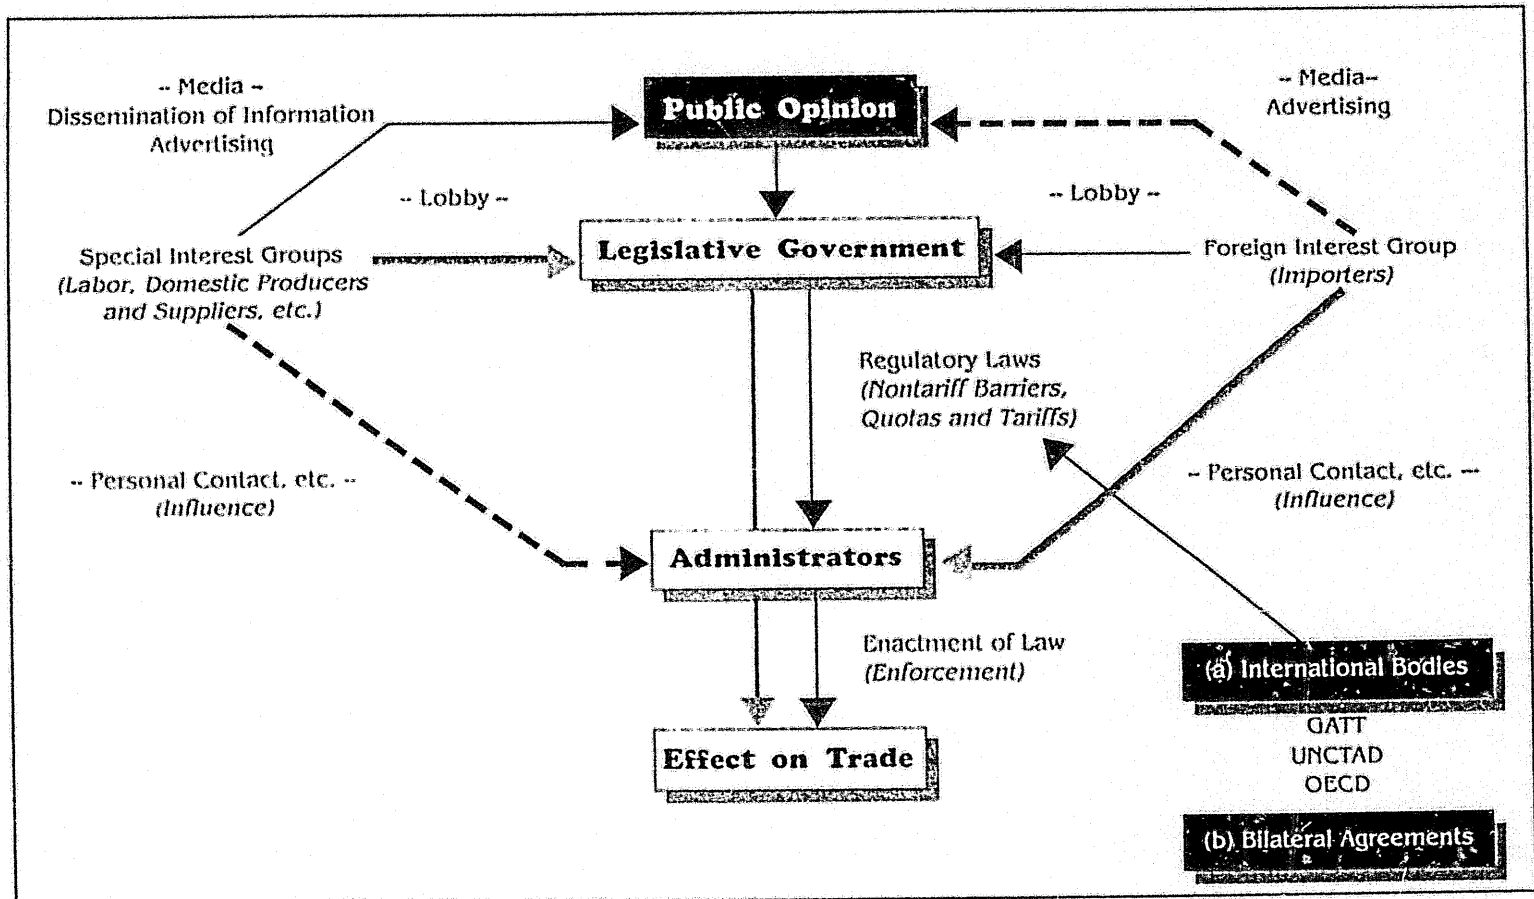 -- Media --
Dissemination of Information
Advertising
Public Opinion
-- Media--
Advertising
-- Lobby --
-- Lobby --
Special Interest Groups
(Labor, Domestic Producers
and Suppliers, etc.)
Legislative Government
Foreign Interest Group
(Importers)
Regulatory Laws
(Nontariff Barriers,
Quotas and Tariffs)
-- Personal Contact, etc. --
(Influence)
-- Personal Contact, etc. --
(Influence)
Administrators
Enactment of Law
(Enforcement)
(a) International Bodies
GATT
UNCTAD
OECD
Effect on Trade
(b) Bilateral Agreements